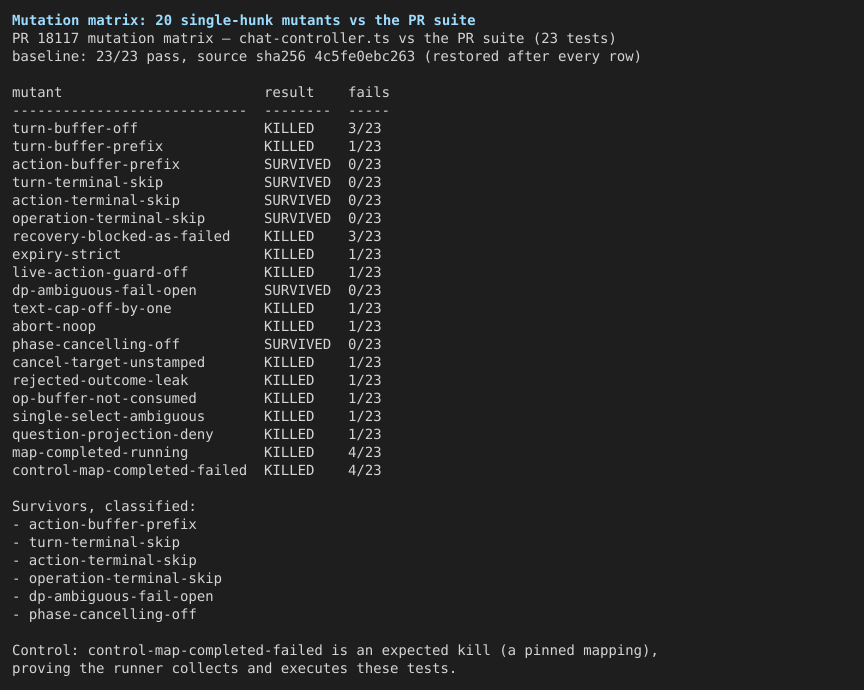 Mutation matrix: 20 single-hunk mutants vs the PR suite
PR 18117 mutation matrix — chat-controller.ts vs the PR suite (23 tests)
baseline: 23/23 pass, source sha256 4c5fe0ebc263 (restored after every row)
mutant                        result    fails
----------------------------  --------  -----
turn-buffer-off               KILLED    3/23
turn-buffer-prefix            KILLED    1/23
action-buffer-prefix          SURVIVED  0/23
turn-terminal-skip            SURVIVED  0/23
action-terminal-skip          SURVIVED  0/23
operation-terminal-skip       SURVIVED  0/23
recovery-blocked-as-failed    KILLED    3/23
expiry-strict                 KILLED    1/23
live-action-guard-off         KILLED    1/23
dp-ambiguous-fail-open        SURVIVED  0/23
text-cap-off-by-one           KILLED    1/23
abort-noop                    KILLED    1/23
phase-cancelling-off          SURVIVED  0/23
cancel-target-unstamped       KILLED    1/23
rejected-outcome-leak         KILLED    1/23
op-buffer-not-consumed        KILLED    1/23
single-select-ambiguous       KILLED    1/23
question-projection-deny      KILLED    1/23
map-completed-running         KILLED    4/23
control-map-completed-failed  KILLED    4/23
Survivors, classified:
- action-buffer-prefix
- turn-terminal-skip
- action-terminal-skip
- operation-terminal-skip
- dp-ambiguous-fail-open
- phase-cancelling-off
Control: control-map-completed-failed is an expected kill (a pinned mapping),
proving the runner collects and executes these tests.